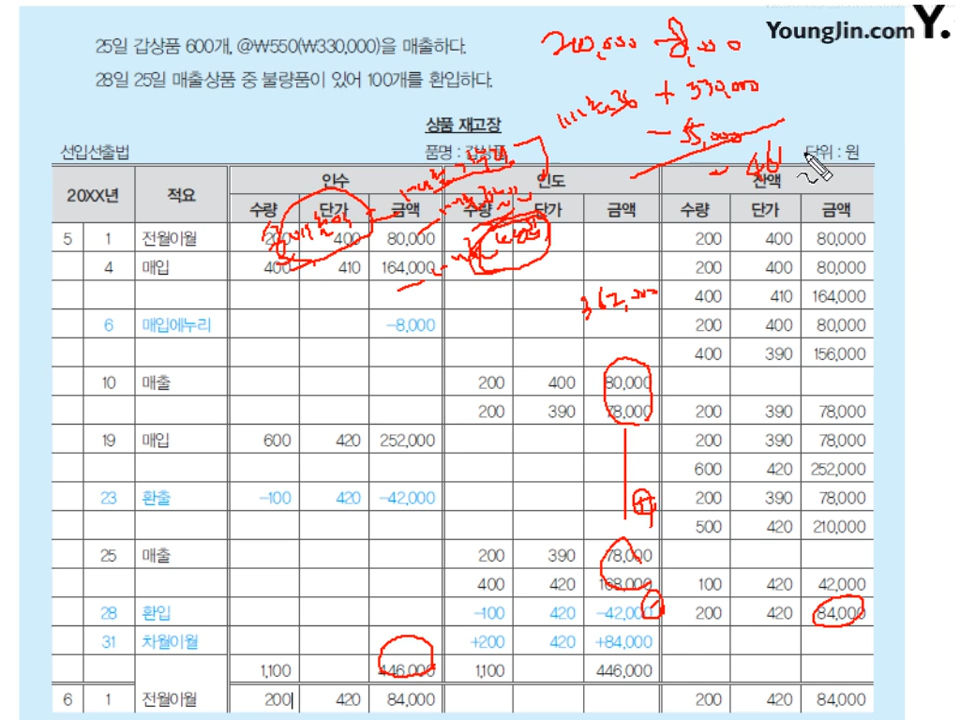 YoungJin.com Y.
25일 갑상품 600개, @₩550(₩330,000)을 매출하다.
28일 25일 매출상품 중 불량품이 있어 100개를 환입하다.
+ 330,000
- 55,000
상품 재고장
선입선출법 품명 : 갑상품 단위 : 원
20XX년 적요 인수 인도 잔액
수량 단가 금액 수량 단가 금액 수량 단가 금액
5 1 전월이월 200 400 80,000 200 400 80,000
4 매입 400 410 164,000 200 400 80,000
400 410 164,000
362,000
6 매입에누리 -8,000 200 400 80,000
400 390 156,000
10 매출 200 400 80,000
200 390 78,000 200 390 78,000
19 매입 600 420 252,000 200 390 78,000
600 420 252,000
23 환출 -100 420 -42,000 200 390 78,000
500 420 210,000
25 매출 200 390 78,000
400 420 168,000 100 420 42,000
28 환입 -100 420 -42,000 200 420 84,000
31 차월이월 +200 420 +84,000
1,100 446,000 1,100 446,000
6 1 전월이월 200 420 84,000 200 420 84,000